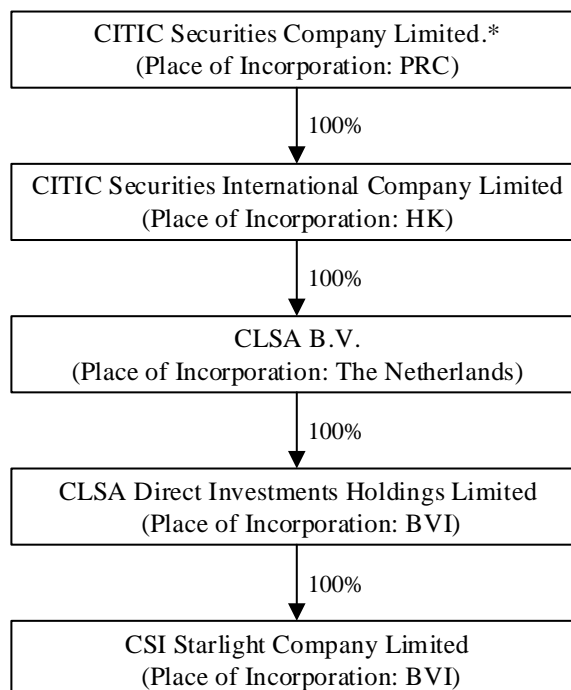 CITIC Securities Company Limited.*
(Place of Incorporation: PRC)
100%
CITIC Securities International Company Limited
(Place of Incorporation: HK)
100%
CLSA B.V.
(Place of Incorporation: The Netherlands)
100%
CLSA Direct Investments Holdings Limited
(Place of Incorporation: BVI)
100%
CSI Starlight Company Limited
(Place of Incorporation: BVI)